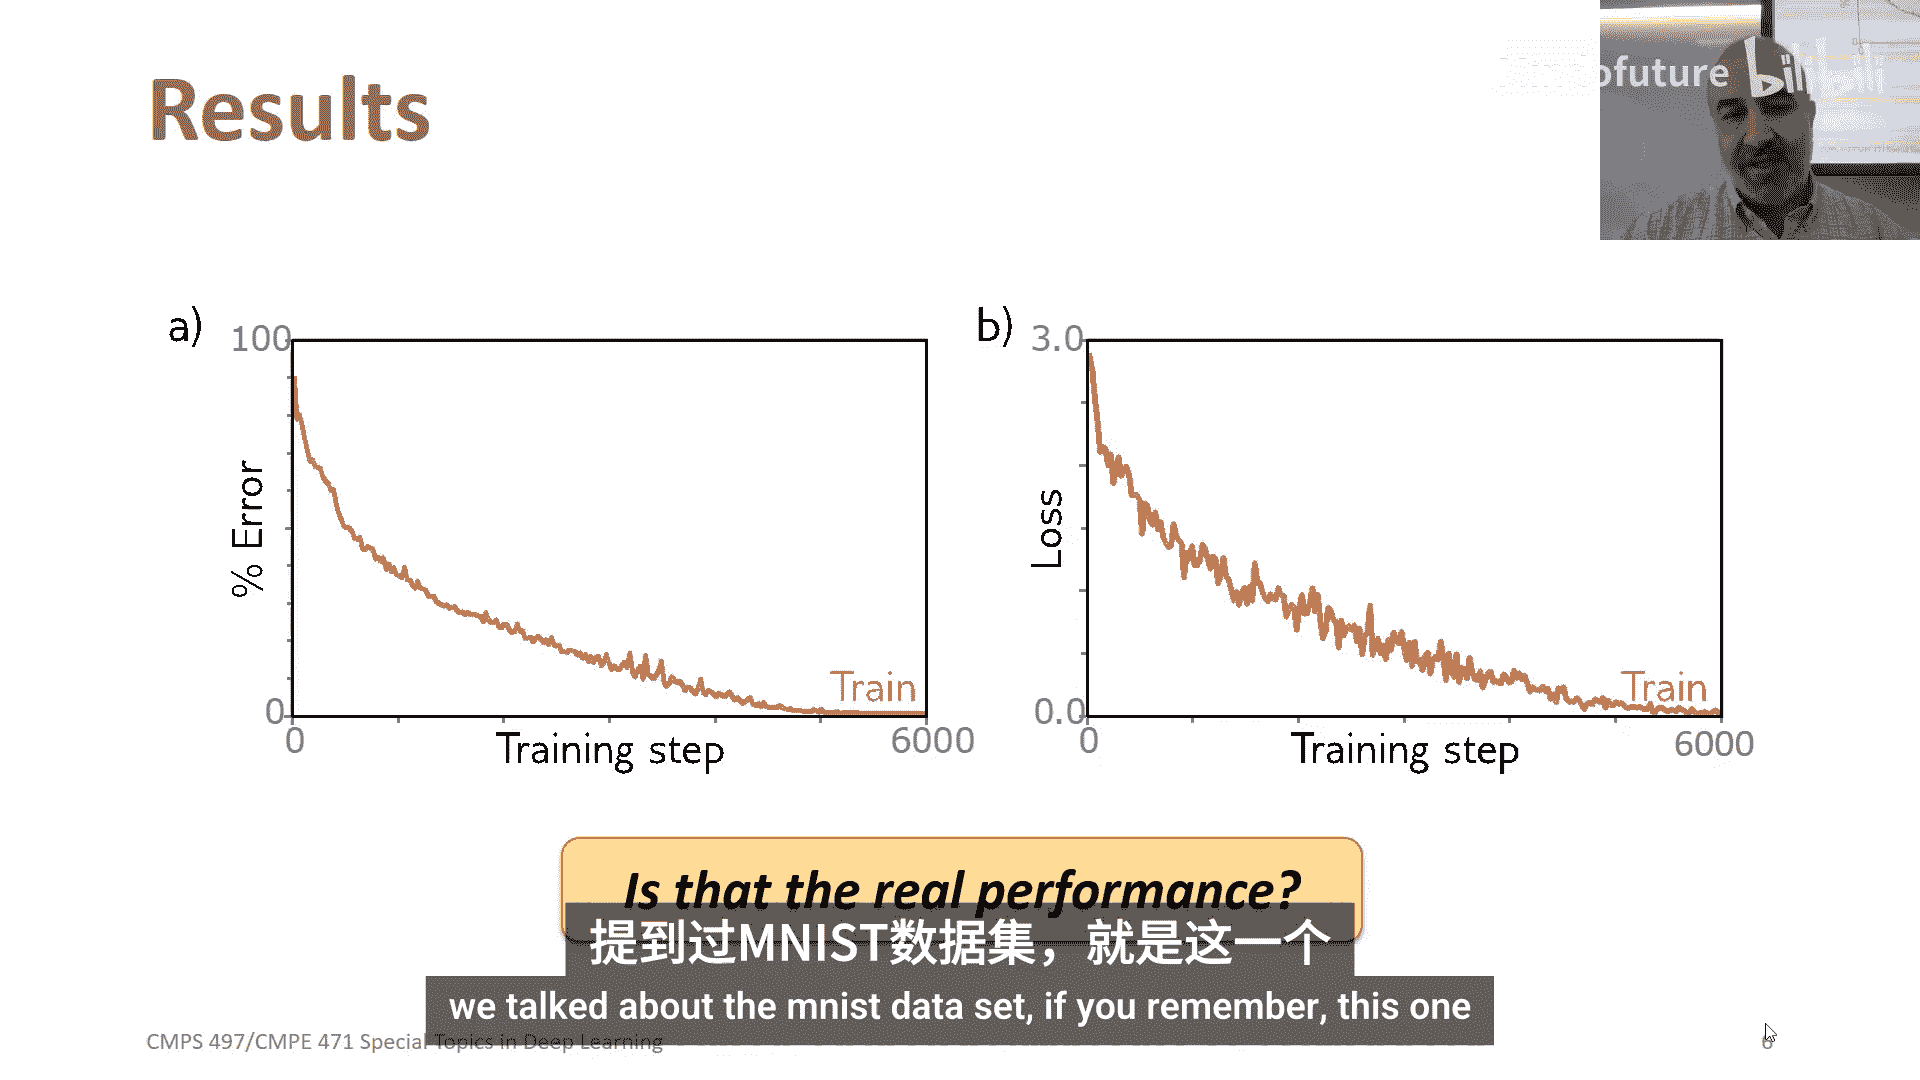 Results
ofuture bilibili
a)
100
% Error
0
0
Training step
6000
Train
b)
3.0
Loss
0.0
0
Training step
6000
Train
Is that the real performance?
提到过MNIST数据集，就是这一个
we talked about the mnist data set, if you remember, this one
CMPS 497/CMPE 471 Special Topics in Deep Learning
6